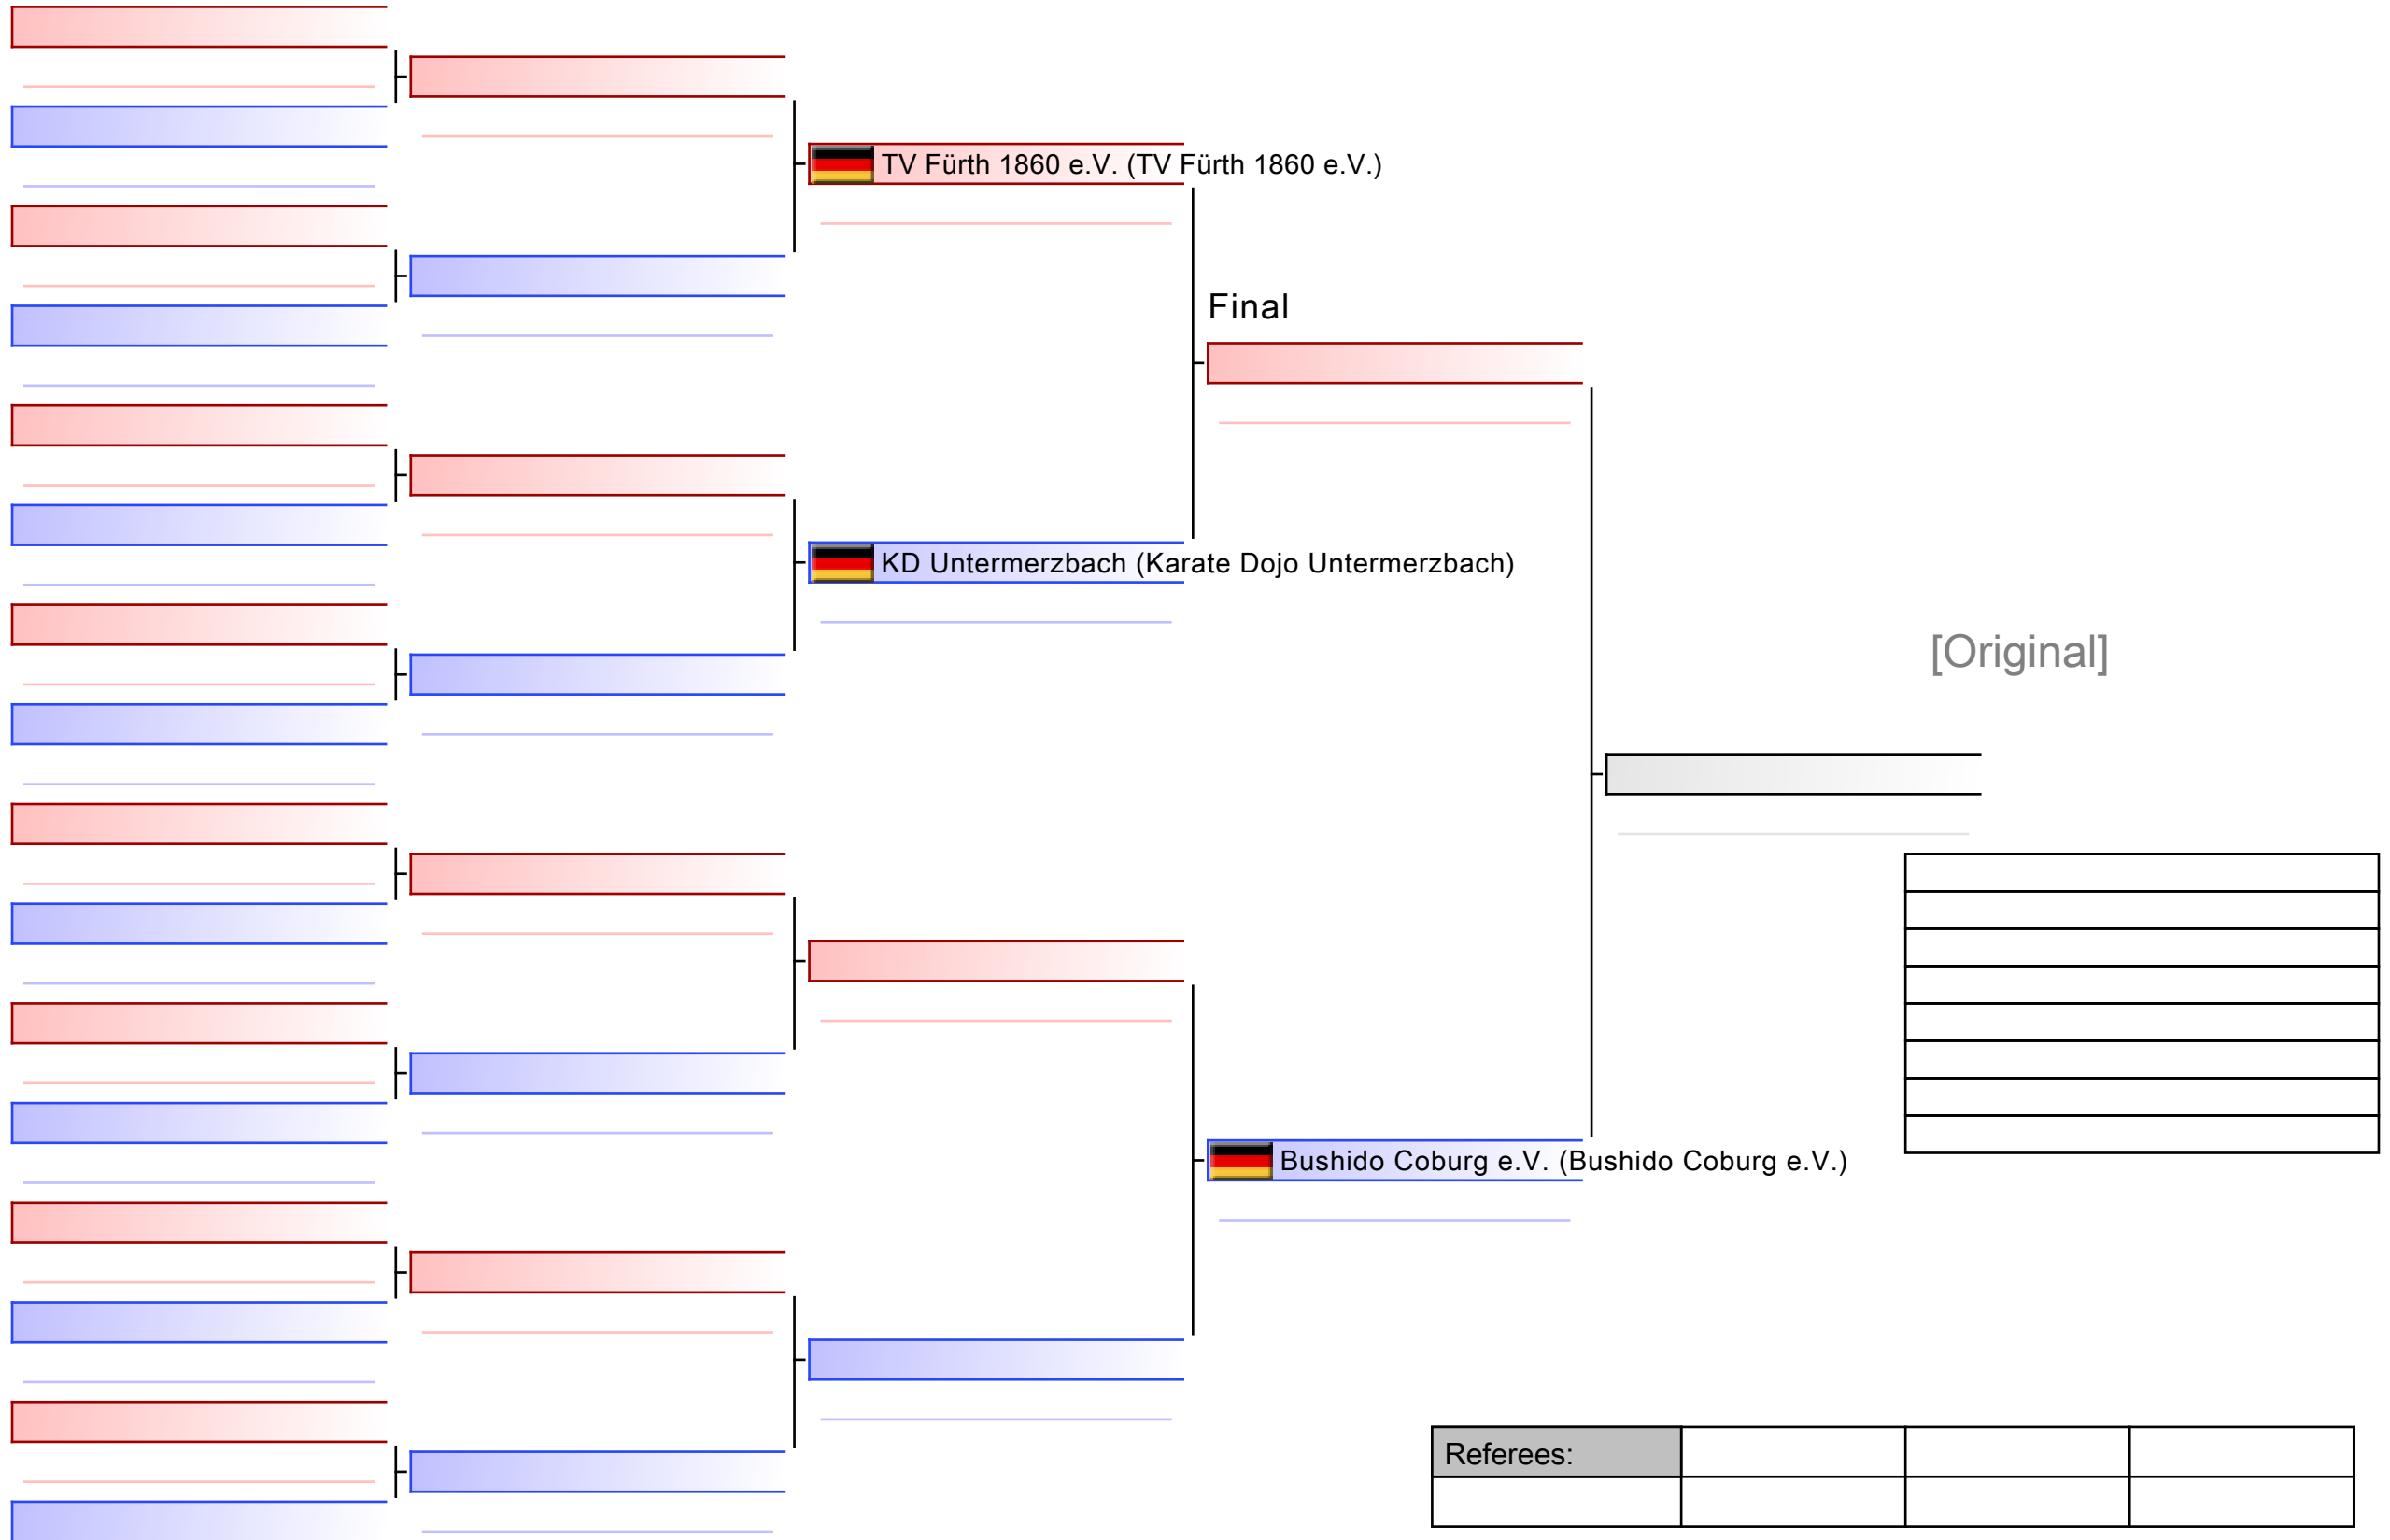 TV Fürth 1860 e.V. (TV Fürth 1860 e.V.)
Final
KD Untermerzbach (Karate Dojo Untermerzbach)
[Original]
Bushido Coburg e.V. (Bushido Coburg e.V.)
Referees: